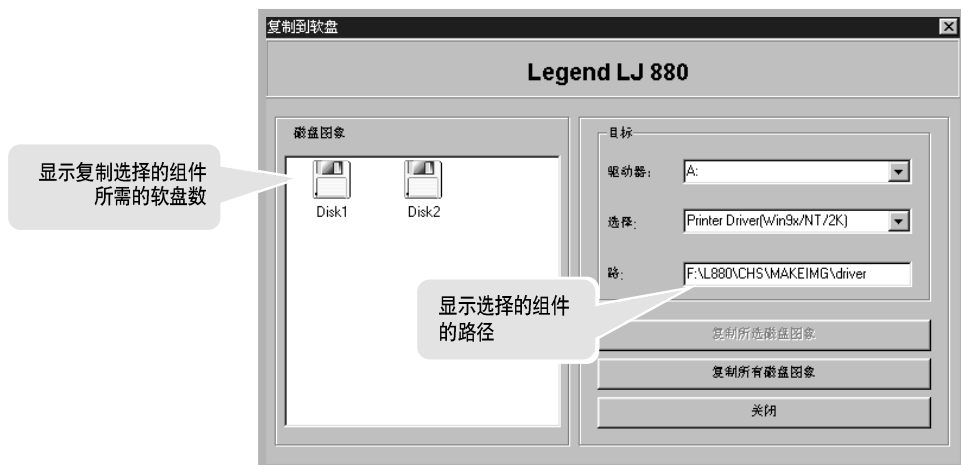 复制到软盘
Legend LJ 880
磁盘图象
Disk1
Disk2
显示复制选择的组件
所需的软盘数
目标
驱动器:
A:
选择:
Printer Driver(Win9x/NT/2K)
路:
F:\L880\CHS\MAKEIMG\driver
显示选择的组件
的路径
复制所选磁盘图象
复制所有磁盘图象
关闭